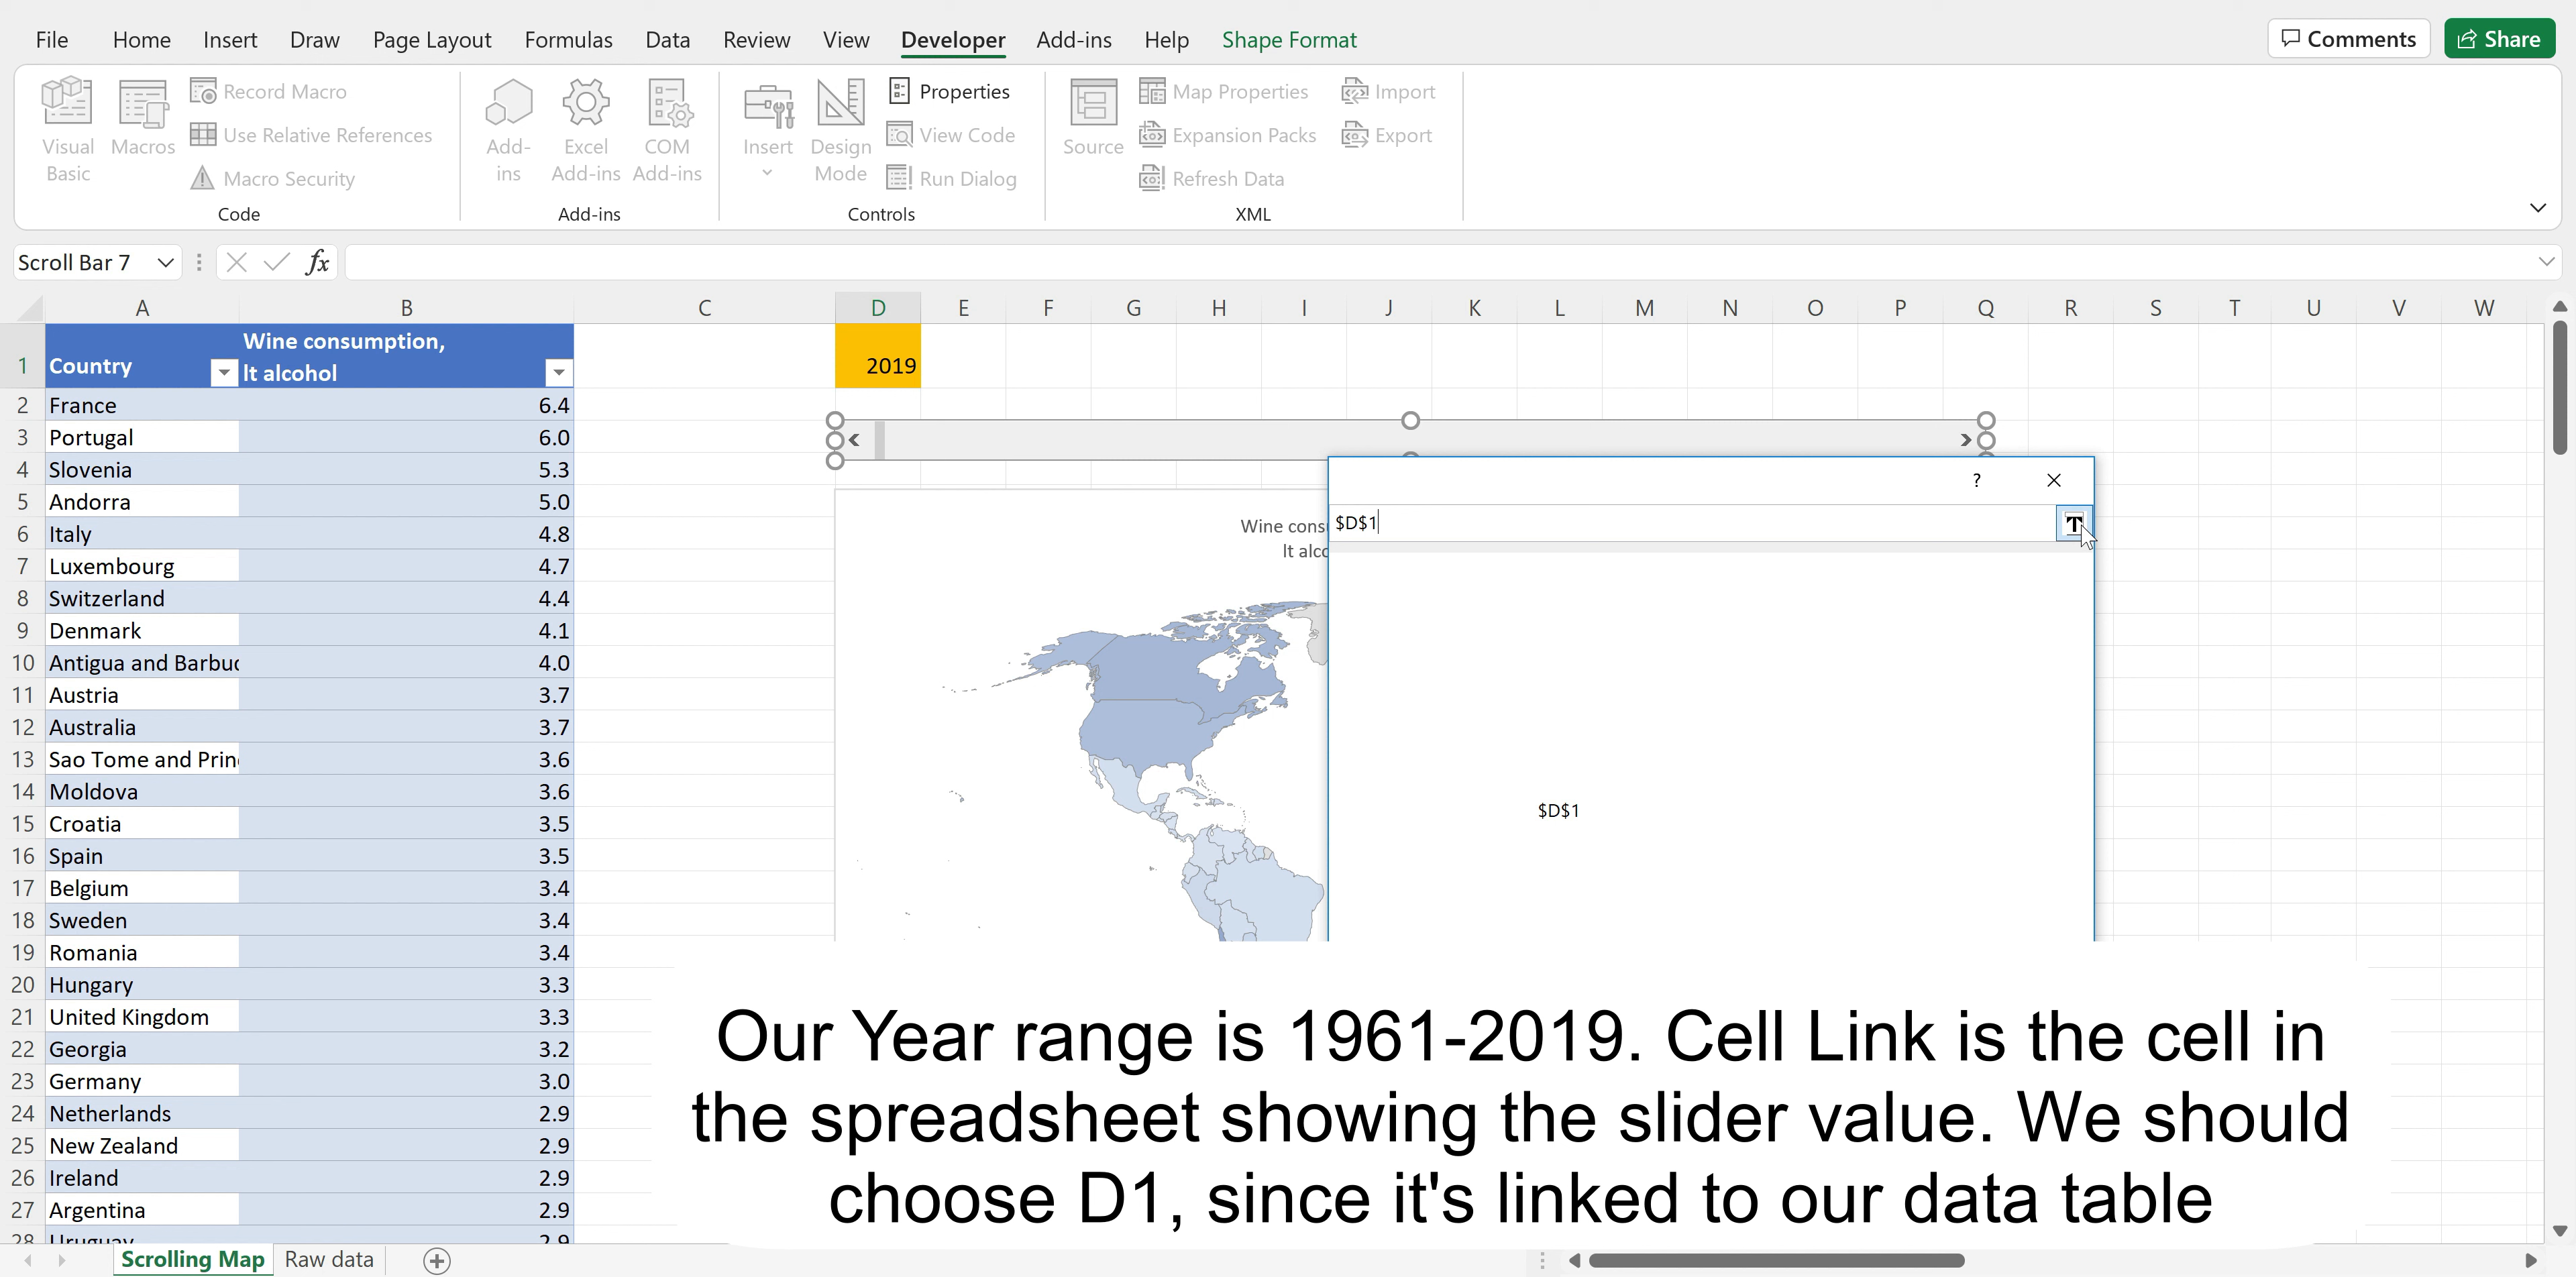 File Home Insert Draw Page Layout Formulas Data Review View Developer Add-ins Help Shape Format Comments Share
Visual Basic
Macros
Record Macro
Use Relative References
Macro Security
Code
Add-ins
Excel Add-ins
COM Add-ins
Add-ins
Insert
Design Mode
Properties
View Code
Run Dialog
Controls
Source
Map Properties
Expansion Packs
Refresh Data
Import
Export
XML
Scroll Bar 7 fx
A B C D E F G H I J K L M N O P Q R S T U V W
1 Country Wine consumption, lt alcohol 2019
2 France 6.4
3 Portugal 6.0
4 Slovenia 5.3
5 Andorra 5.0
6 Italy 4.8
7 Luxembourg 4.7
8 Switzerland 4.4
9 Denmark 4.1
10 Antigua and Barbuc 4.0
11 Austria 3.7
12 Australia 3.7
13 Sao Tome and Prin 3.6
14 Moldova 3.6
15 Croatia 3.5
16 Spain 3.5
17 Belgium 3.4
18 Sweden 3.4
19 Romania 3.4
20 Hungary 3.3
21 United Kingdom 3.3
22 Georgia 3.2
23 Germany 3.0
24 Netherlands 2.9
25 New Zealand 2.9
26 Ireland 2.9
27 Argentina 2.9
28 Uruguay 2.9
Wine cons
lt alco
?
$D$1
$D$1
Our Year range is 1961-2019. Cell Link is the cell in
the spreadsheet showing the slider value. We should
choose D1, since it's linked to our data table
Scrolling Map Raw data